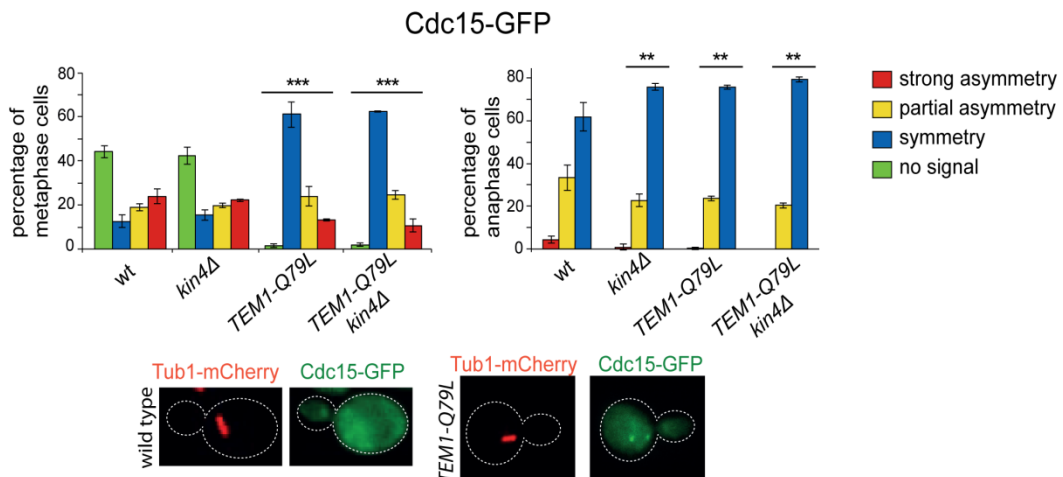 Cdc15-GFP
percentage of
metaphase cells
80
60
40
20
0
***
***
wt
kin4Δ
TEM1-Q79L
TEM1-Q79L
kin4Δ
percentage of
anaphase cells
80
60
40
20
0
**
**
**
wt
kin4Δ
TEM1-Q79L
TEM1-Q79L
kin4Δ
strong asymmetry
partial asymmetry
symmetry
no signal
wild type
Tub1-mCherry
Cdc15-GFP
TEM1-Q79L
Tub1-mCherry
Cdc15-GFP